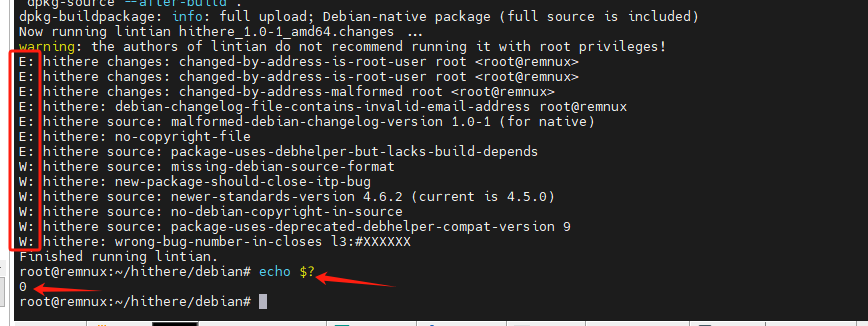 dpkg-source --after-build .
dpkg-buildpackage: info: full upload; Debian-native package (full source is included)
Now running lintian hithere_1.0-1_amd64.changes ...
warning: the authors of lintian do not recommend running it with root privileges!
E: hithere changes: changed-by-address-is-root-user root <root@remnux>
E: hithere changes: changed-by-address-is-root-user root <root@remnux>
E: hithere changes: changed-by-address-malformed root <root@remnux>
E: hithere: debian-changelog-file-contains-invalid-email-address root@remnux
E: hithere source: malformed-debian-changelog-version 1.0-1 (for native)
E: hithere: no-copyright-file
E: hithere source: package-uses-debhelper-but-lacks-build-depends
W: hithere source: missing-debian-source-format
W: hithere: new-package-should-close-itp-bug
W: hithere source: newer-standards-version 4.6.2 (current is 4.5.0)
W: hithere source: no-debian-copyright-in-source
W: hithere source: package-uses-deprecated-debhelper-compat-version 9
W: hithere: wrong-bug-number-in-closes l3:#XXXXXX
Finished running lintian.
root@remnux:~/hithere/debian# echo $?
0
root@remnux:~/hithere/debian#